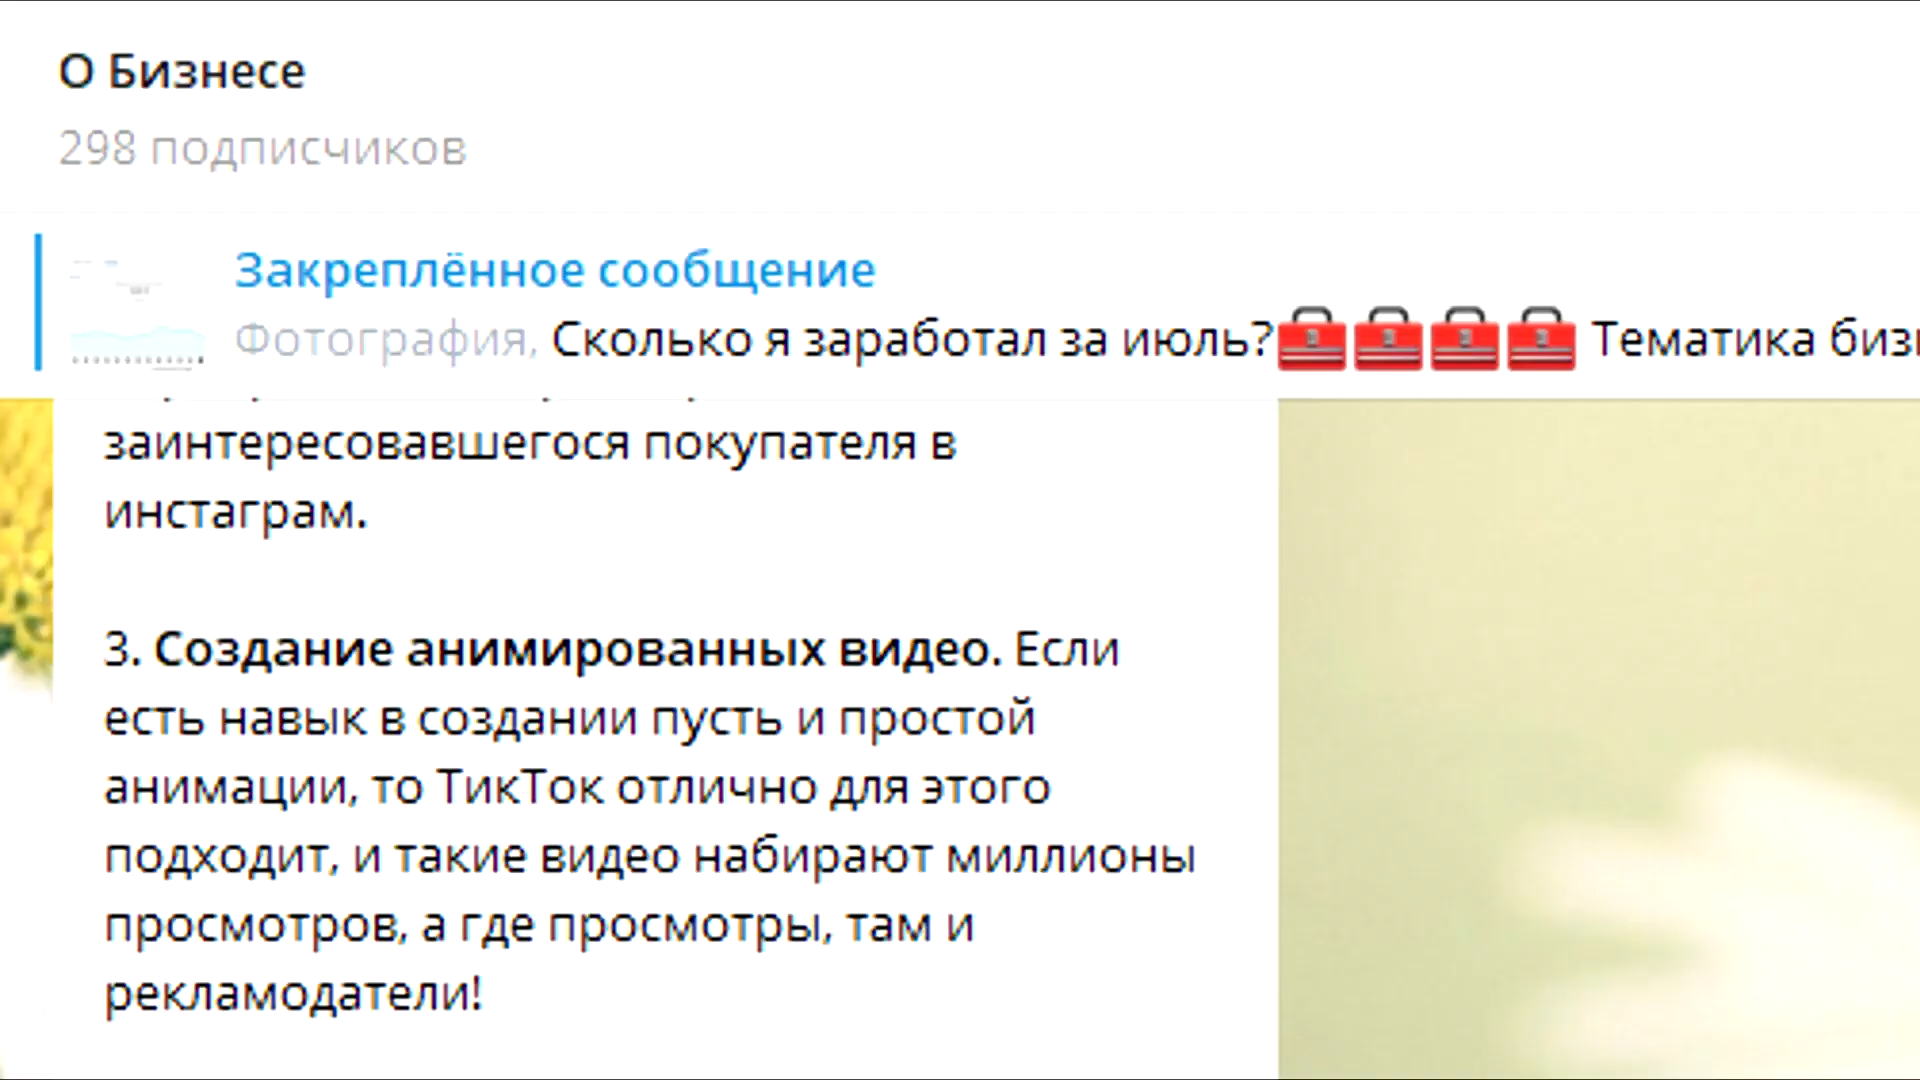 О Бизнесе
298 подписчиков
Закреплённое сообщение
Фотография, Сколько я заработал за июль?🧰🧰🧰🧰 Тематика
заинтересовавшегося покупателя в
инстаграм.
3. Создание анимированных видео. Если
есть навык в создании пусть и простой
анимации, то ТикТок отлично для этого
подходит, и такие видео набирают миллионы
просмотров, а где просмотры, там и
рекламодатели!